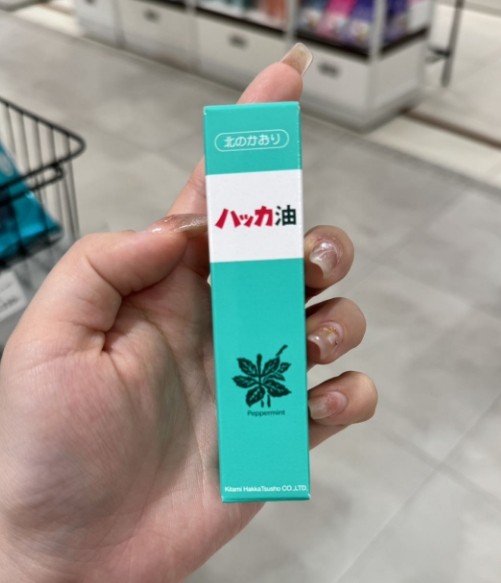 北のかおり
ハッカ油
Peppermint
Kitami HakkaTsusho CO.,LTD.